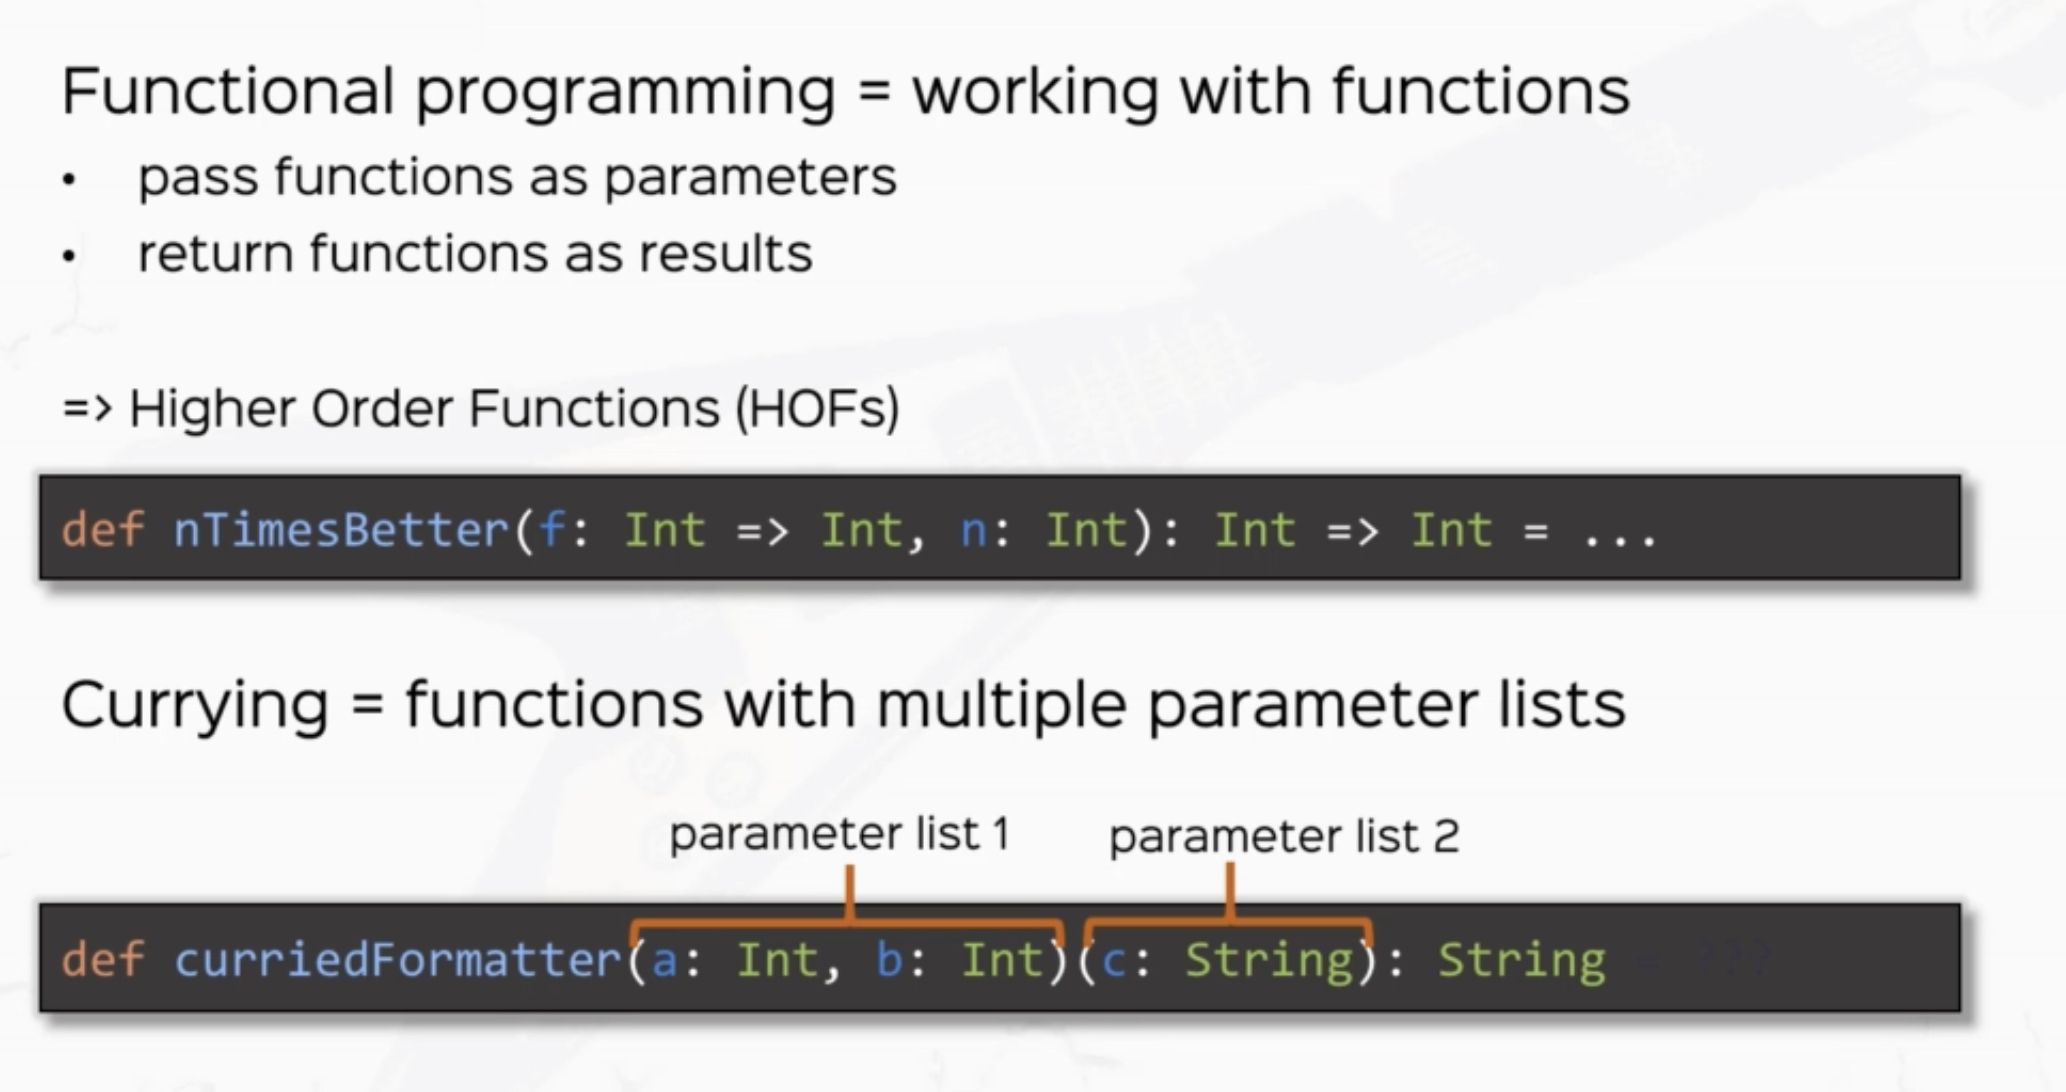 Functional programming = working with functions
• pass functions as parameters
• return functions as results
=> Higher Order Functions (HOFs)
def nTimesBetter(f: Int => Int, n: Int): Int => Int = ...
Currying = functions with multiple parameter lists
parameter list 1 parameter list 2
def curriedFormatter(a: Int, b: Int)(c: String): String = ???